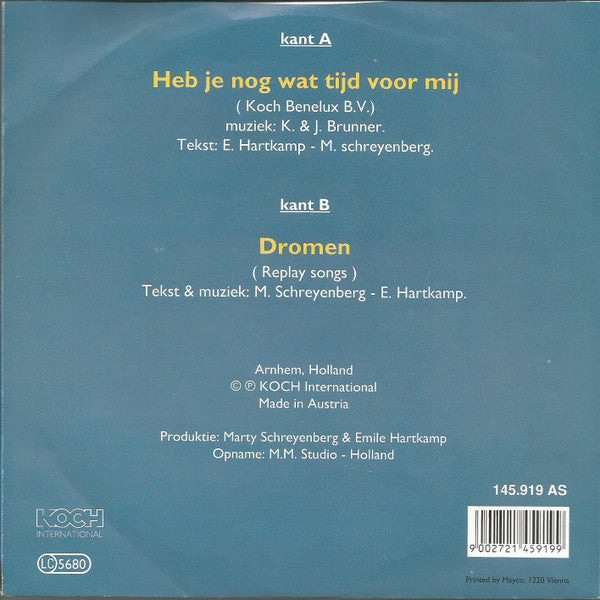 kant A
Heb je nog wat tijd voor mij
( Koch Benelux B.V.)
muziek: K. & J. Brunner.
Tekst: E. Hartkamp - M. schreyenberg.
kant B
Dromen
( Replay songs )
Tekst & muziek: M. Schreyenberg - E. Hartkamp.
Arnhem, Holland
© ℗ KOCH International
Made in Austria
Produktie: Marty Schreyenberg & Emile Hartkamp
Opname: M.M. Studio - Holland
145.919 AS
KOCH
INTERNATIONAL
LC 5680
9 002721 459199
Printed by Mayco, 1220 Vienna